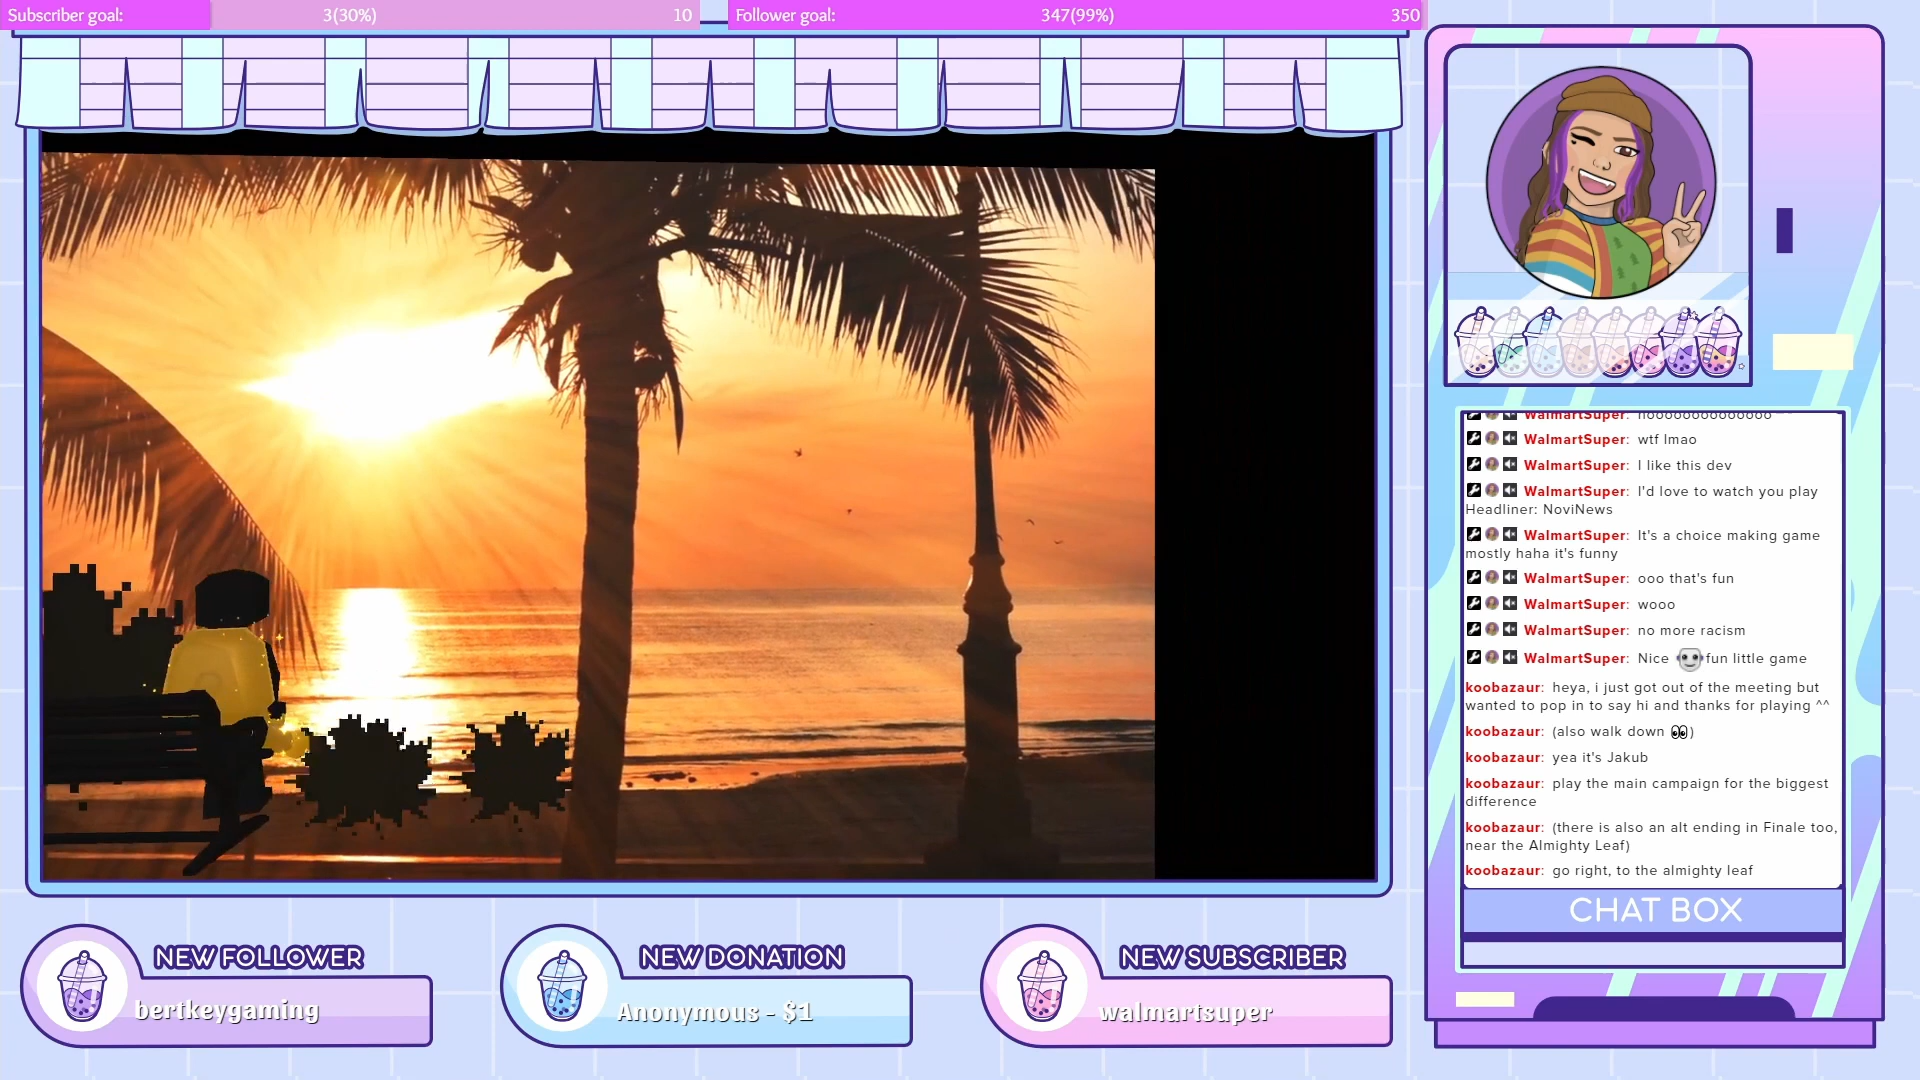 Subscriber goal: 3(30%) 10
Follower goal: 347(99%) 350
WalmartSuper: nooooooooooooooo
WalmartSuper: wtf lmao
WalmartSuper: I like this dev
WalmartSuper: I'd love to watch you play
Headliner: NoviNews
WalmartSuper: It's a choice making game
mostly haha it's funny
WalmartSuper: ooo that's fun
WalmartSuper: wooo
WalmartSuper: no more racism
WalmartSuper: Nice fun little game
koobazaur: heya, i just got out of the meeting but
wanted to pop in to say hi and thanks for playing ^^
koobazaur: (also walk down 👀)
koobazaur: yea it's Jakub
koobazaur: play the main campaign for the biggest
difference
koobazaur: (there is also an alt ending in Finale too,
near the Almighty Leaf)
koobazaur: go right, to the almighty leaf
CHAT BOX
NEW FOLLOWER
bertkeygaming
NEW DONATION
Anonymous - $1
NEW SUBSCRIBER
walmartsuper